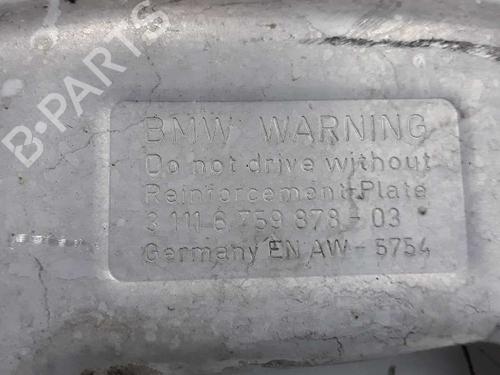 B-PARTS
BMW WARNING
Do not drive without
Reinforcement-Plate
3 111 6 759 878-03
Germany EN AW-5754